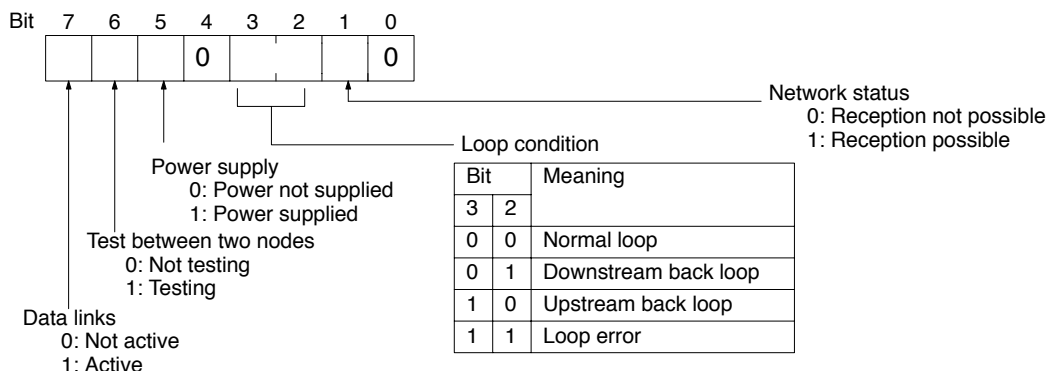 Bit 7 6 5 4 3 2 1 0
0 0
Network status
0: Reception not possible
1: Reception possible
Loop condition
Bit Meaning
3 2
0 0 Normal loop
0 1 Downstream back loop
1 0 Upstream back loop
1 1 Loop error
Power supply
0: Power not supplied
1: Power supplied
Test between two nodes
0: Not testing
1: Testing
Data links
0: Not active
1: Active